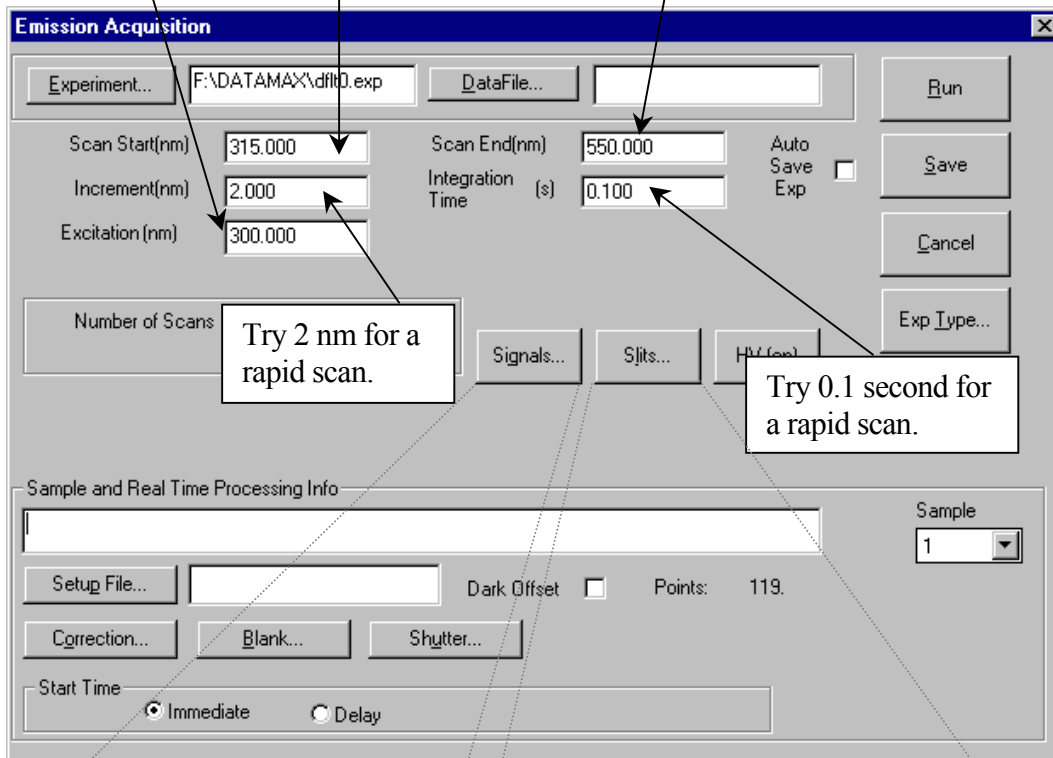 Emission Acquisition
Experiment... F:\DATAMAX\dflt0.exp DataFile... Run
Scan Start(nm) 315.000 Scan End(nm) 550.000 Auto Save Exp Save
Increment(nm) 2.000 Integration Time (s) 0.100
Excitation (nm) 300.000 Cancel
Number of Scans Exp Type...
Try 2 nm for a
rapid scan.
Signals... Slits... HV (on)
Try 0.1 second for
a rapid scan.
Sample and Real Time Processing Info
Sample
1
Setup File... Dark Offset Points: 119.
Correction... Blank... Shutter...
Start Time
Immediate Delay